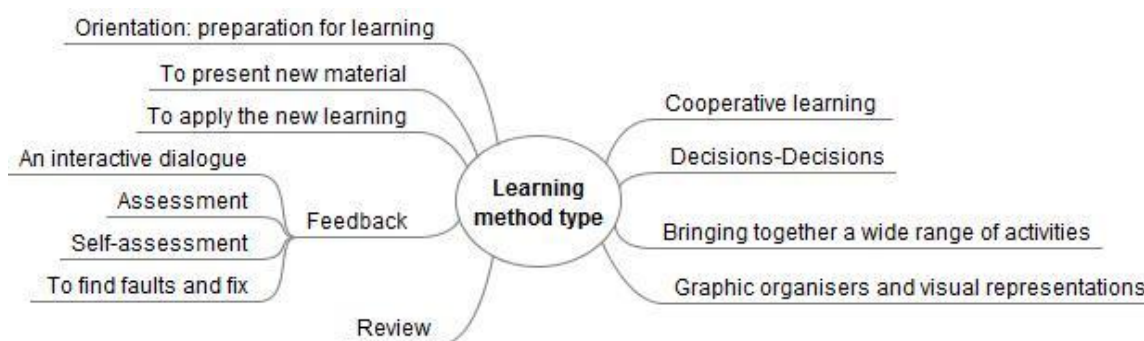 Orientation: preparation for learning
To present new material
To apply the new learning
An interactive dialogue
Assessment
Self-assessment
To find faults and fix
Feedback
Review
Learning
method type
Cooperative learning
Decisions-Decisions
Bringing together a wide range of activities
Graphic organisers and visual representations